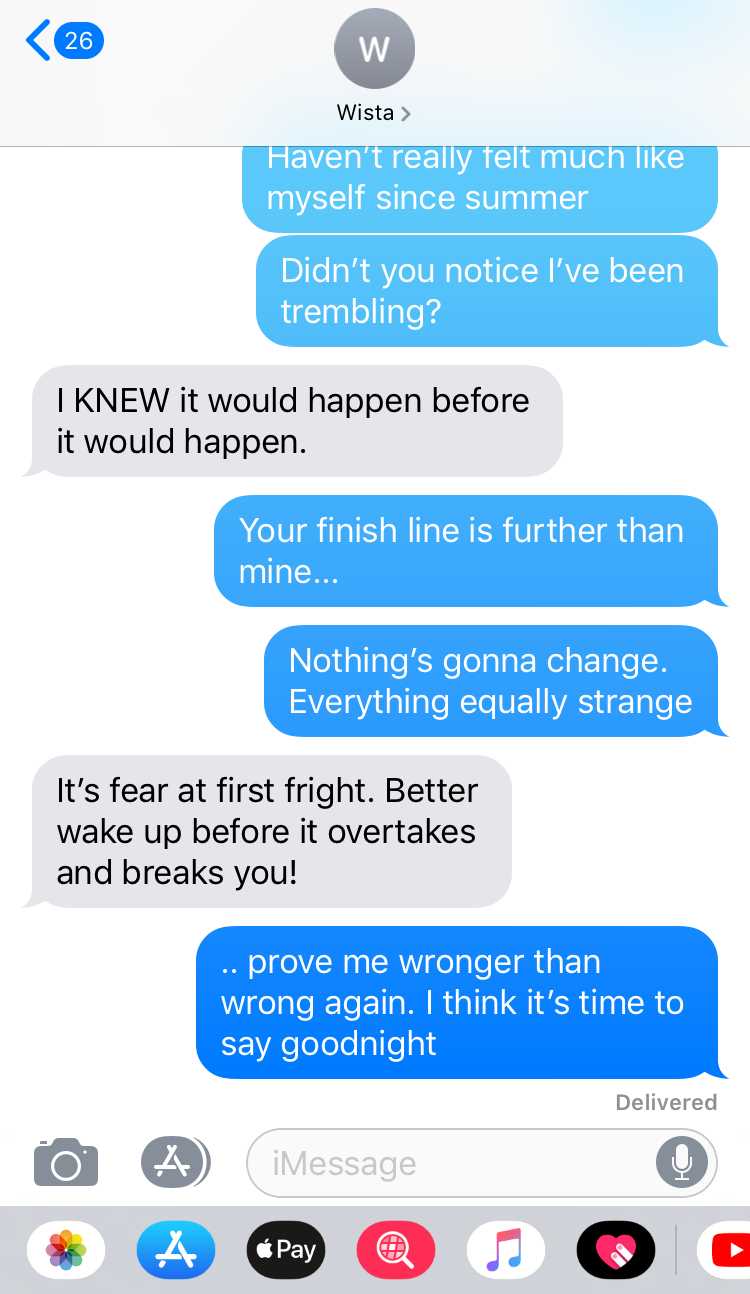 26
W
Wista
Haven't really felt much like
myself since summer
Didn't you notice I've been
trembling?
I KNEW it would happen before
it would happen.
Your finish line is further than
mine...
Nothing's gonna change.
Everything equally strange
It's fear at first fright. Better
wake up before it overtakes
and breaks you!
.. prove me wronger than
wrong again. I think it's time to
say goodnight
Delivered
iMessage
Pay